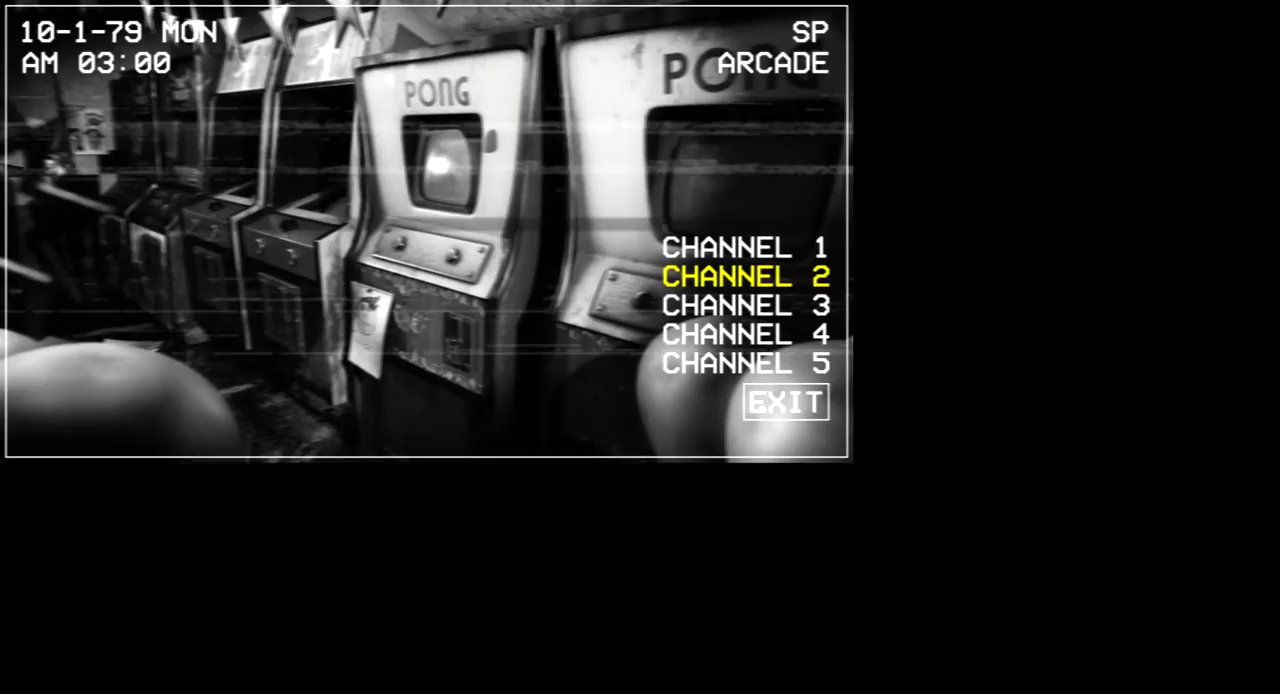 10-1-79 MON
AM 03:00
SP
ARCADE
PONG
PONG
CHANNEL 1
CHANNEL 2
CHANNEL 3
CHANNEL 4
CHANNEL 5
EXIT